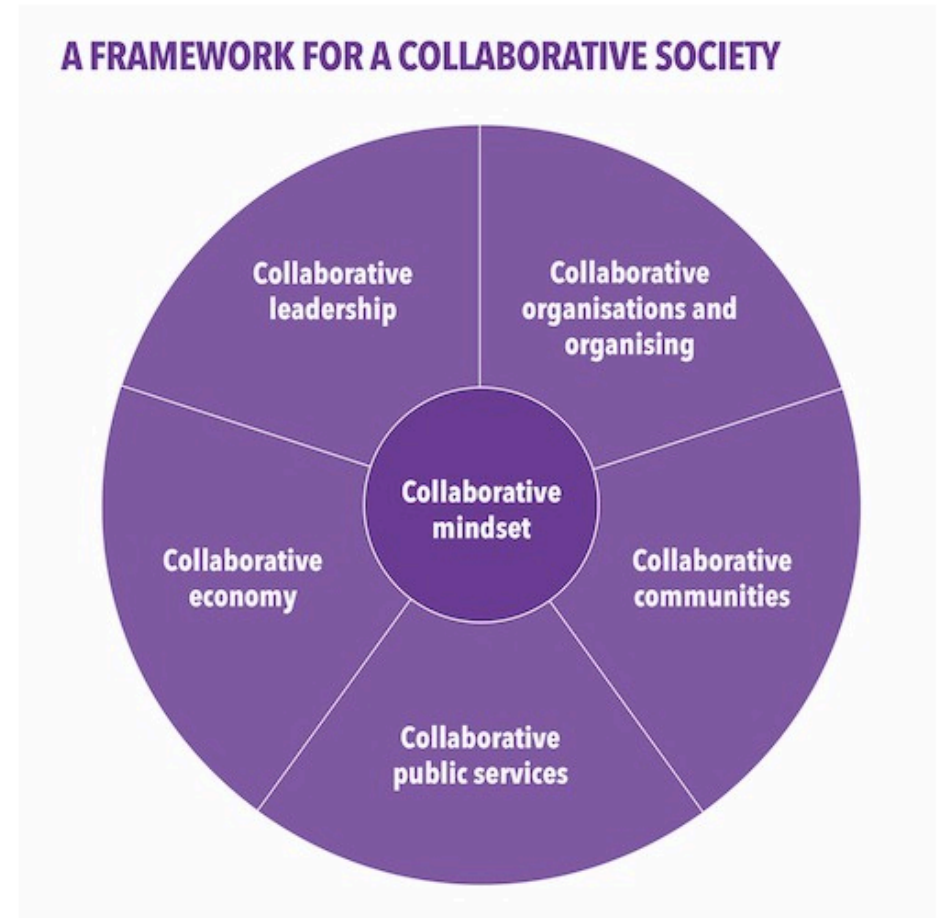 A FRAMEWORK FOR A COLLABORATIVE SOCIETY
Collaborative
leadership
Collaborative
organisations and
organising
Collaborative
mindset
Collaborative
economy
Collaborative
communities
Collaborative
public services